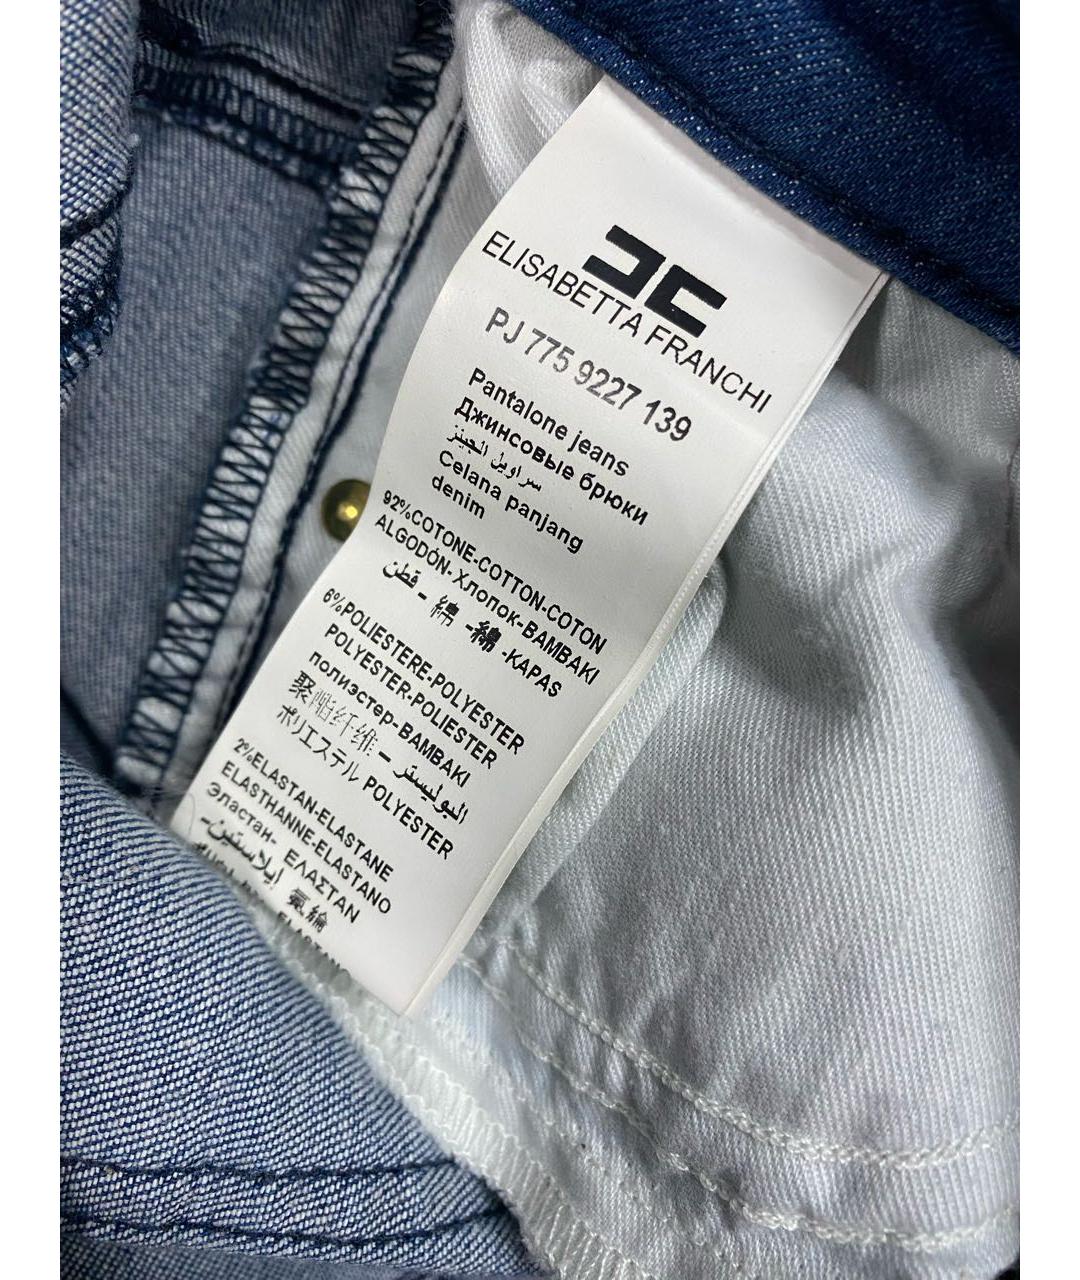 ELISABETTA FRANCHI
PJ 775 9227 139
Pantalone jeans
Джинсовые брюки
سراويل الجينز
Celana panjang
denim
92%COTONE-COTTON-COTON
ALGODÓN-Хлопок-BAMBAKI
قطن - 綿 -綿 -KAPAS
6%POLIESTERE-POLYESTER
POLYESTER-POLIESTER
полиэстер-BAMBAKI
聚酯纤维 – البوليستر
ポリエステル POLYESTER
2%ELASTAN-ELASTANE
ELASTHANNE-ELASTANO
Эластан- ΕΛΑΣΤΑΝ
氨綸 إيلاستين-